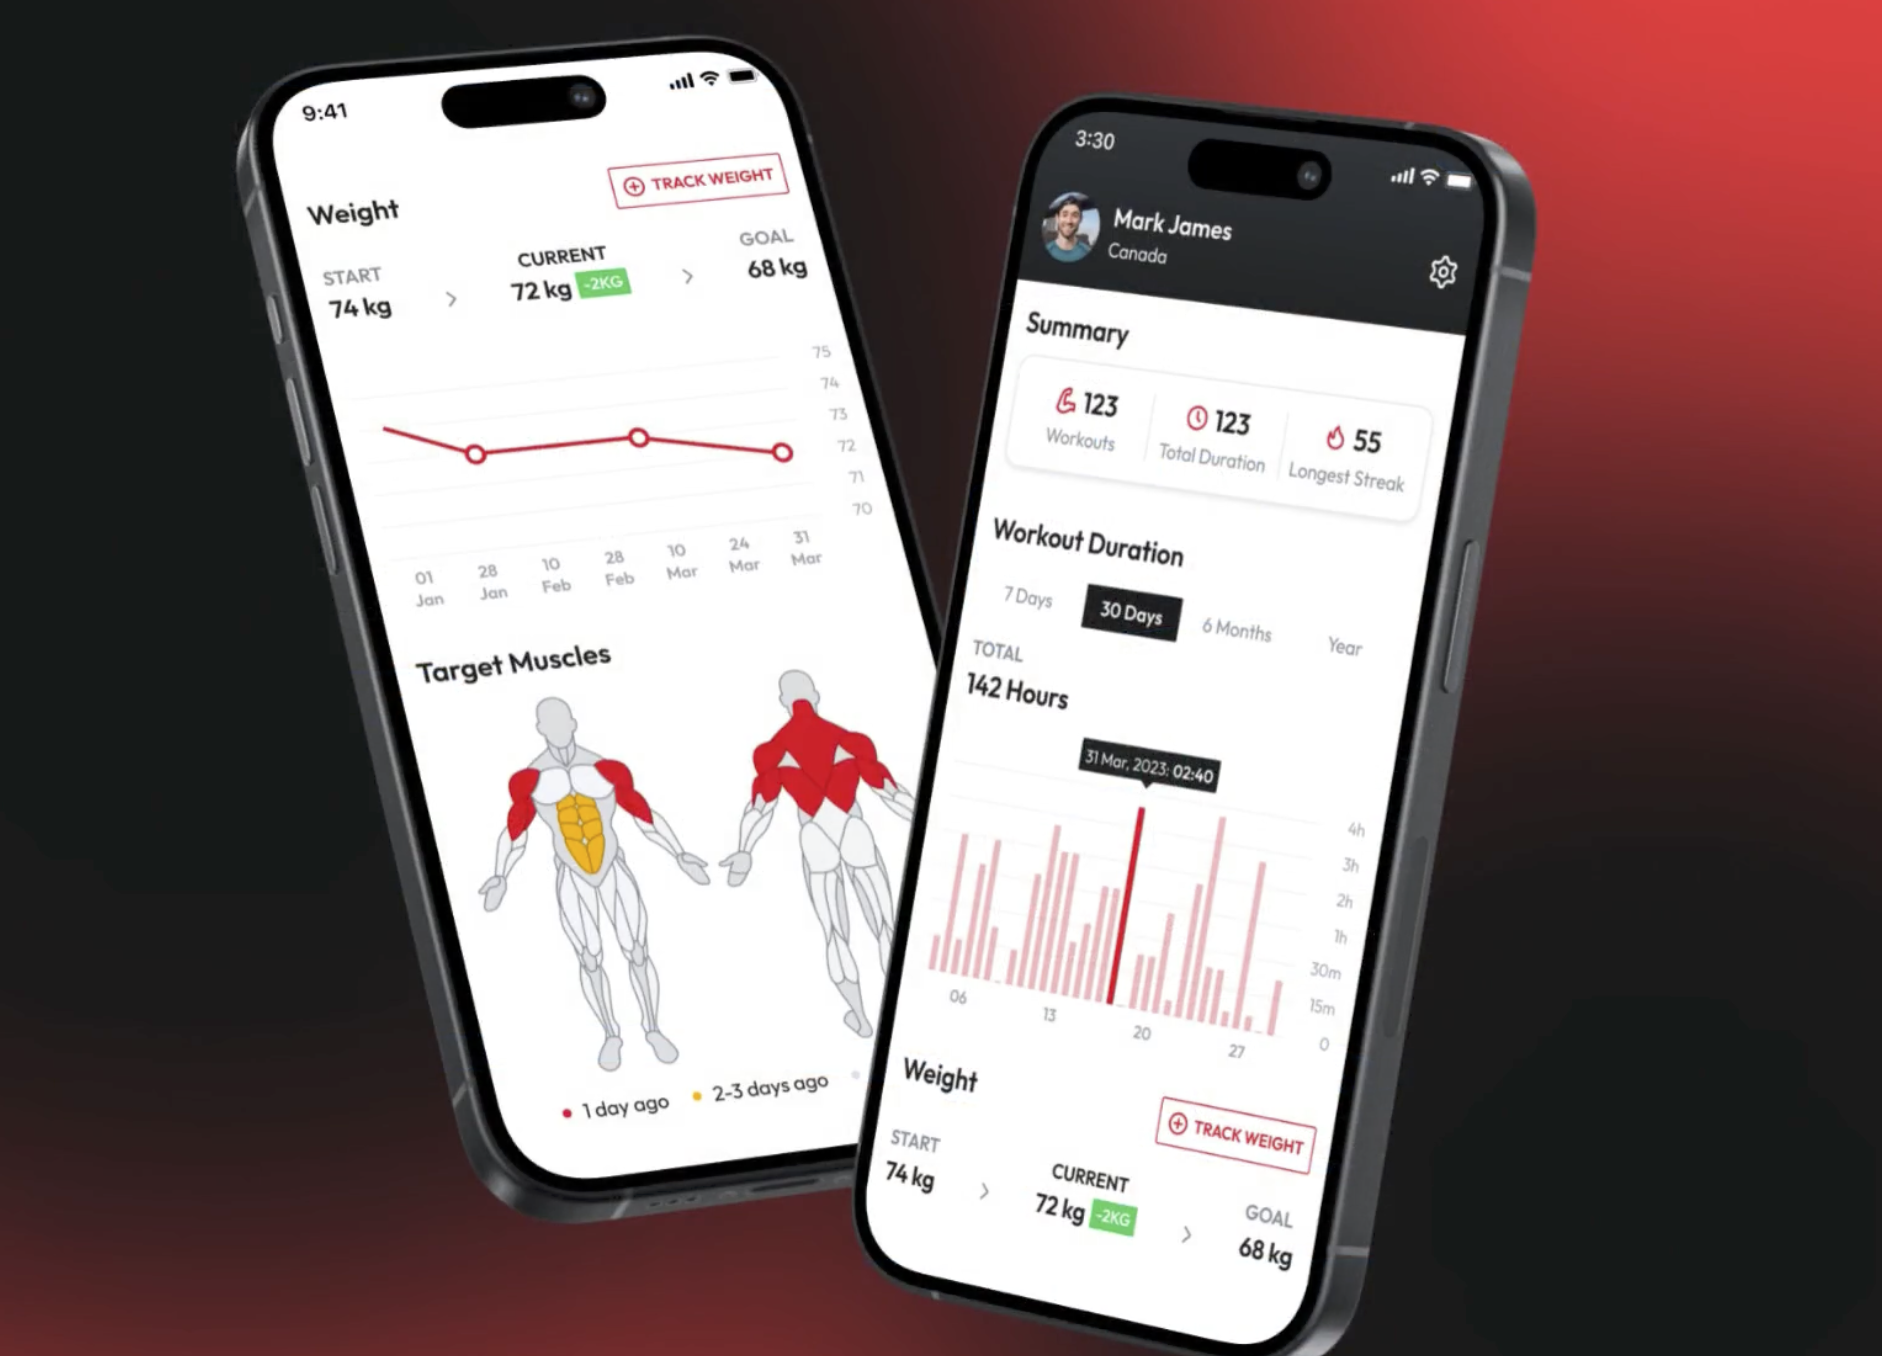 9:41
TRACK WEIGHT
Weight
START
CURRENT
GOAL
74 kg
72 kg -2KG
68 kg
75
74
73
72
71
70
01 Jan
28 Jan
10 Feb
28 Feb
10 Mar
24 Mar
31 Mar
Target Muscles
1 day ago
2-3 days ago
3:30
Mark James
Canada
Summary
123
Workouts
123
Total Duration
55
Longest Streak
Workout Duration
7 Days
30 Days
6 Months
Year
TOTAL
142 Hours
31 Mar, 2023: 02:40
4h
3h
2h
1h
30m
15m
0
06
13
20
27
Weight
TRACK WEIGHT
START
74 kg
CURRENT
72 kg -2KG
GOAL
68 kg